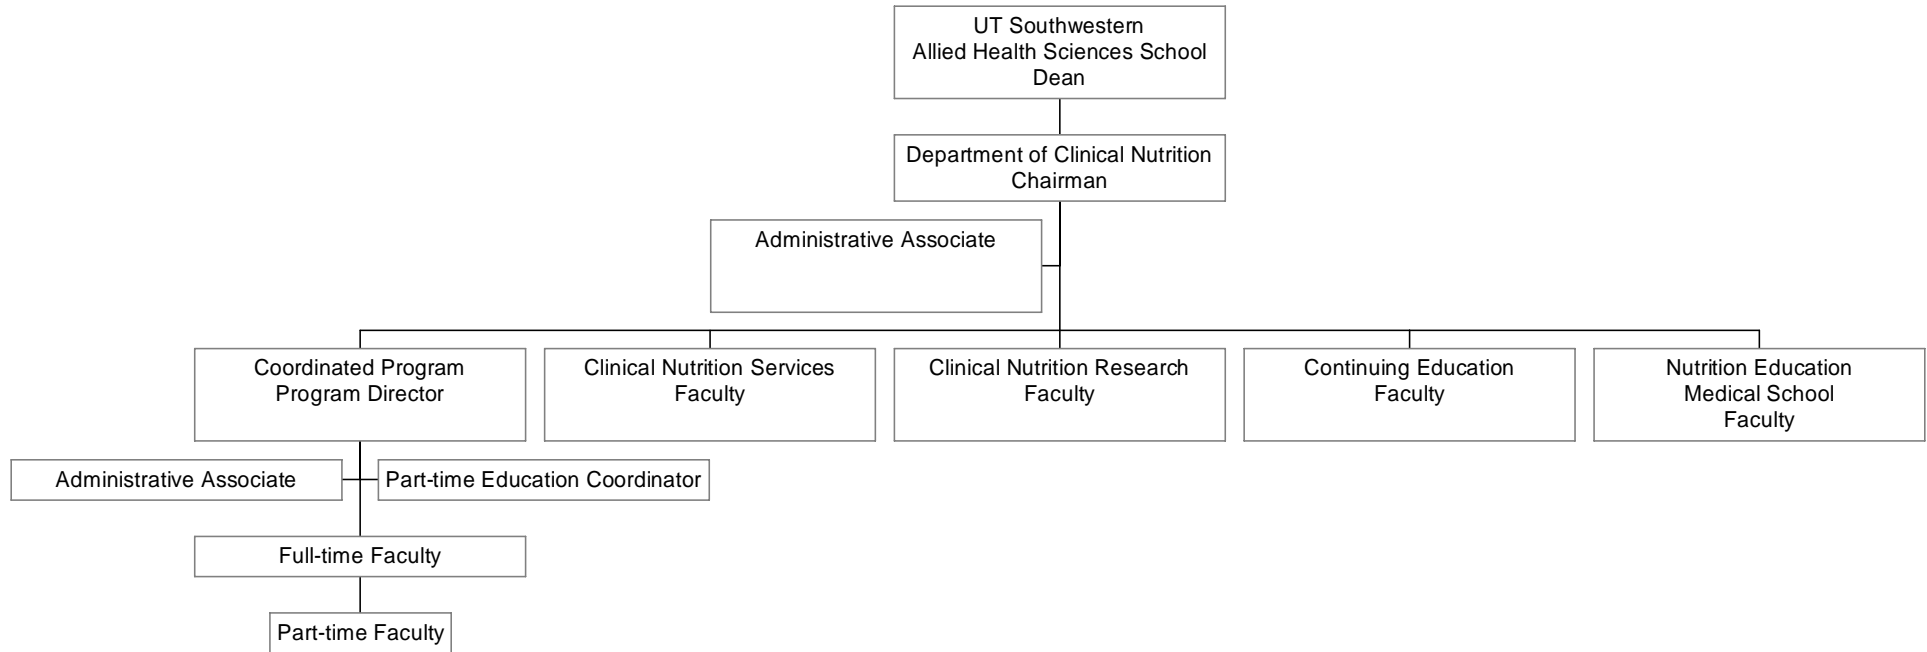 UT Southwestern
Allied Health Sciences School
Dean
Department of Clinical Nutrition
Chairman
Administrative Associate
Coordinated Program
Program Director
Clinical Nutrition Services
Faculty
Clinical Nutrition Research
Faculty
Continuing Education
Faculty
Nutrition Education
Medical School
Faculty
Administrative Associate
Part-time Education Coordinator
Full-time Faculty
Part-time Faculty